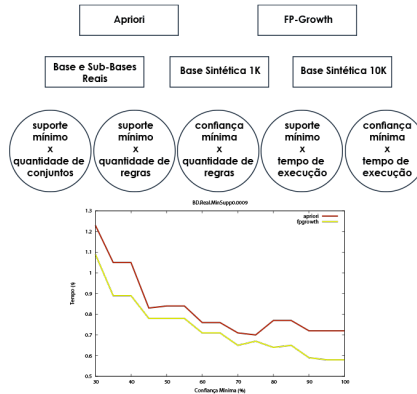 Apriori
FP-Growth
Base e Sub-Bases
Reais
Base Sintética 1K
Base Sintética 10K
suporte
mínimo
x
quantidade de
conjuntos
suporte
mínimo
x
quantidade de
regras
confiança
mínima
x
quantidade de
regras
suporte
mínimo
x
tempo de
execução
confiança
mínima
x
tempo de
execução
BD.Real.MinSupp0.0009
apriori
fpgrowth
1.3
1.2
1.1
1
0.9
0.8
0.7
0.6
0.5
Tempo (s)
30 40 50 60 70 80 90 100
Confiança Mínima (%)